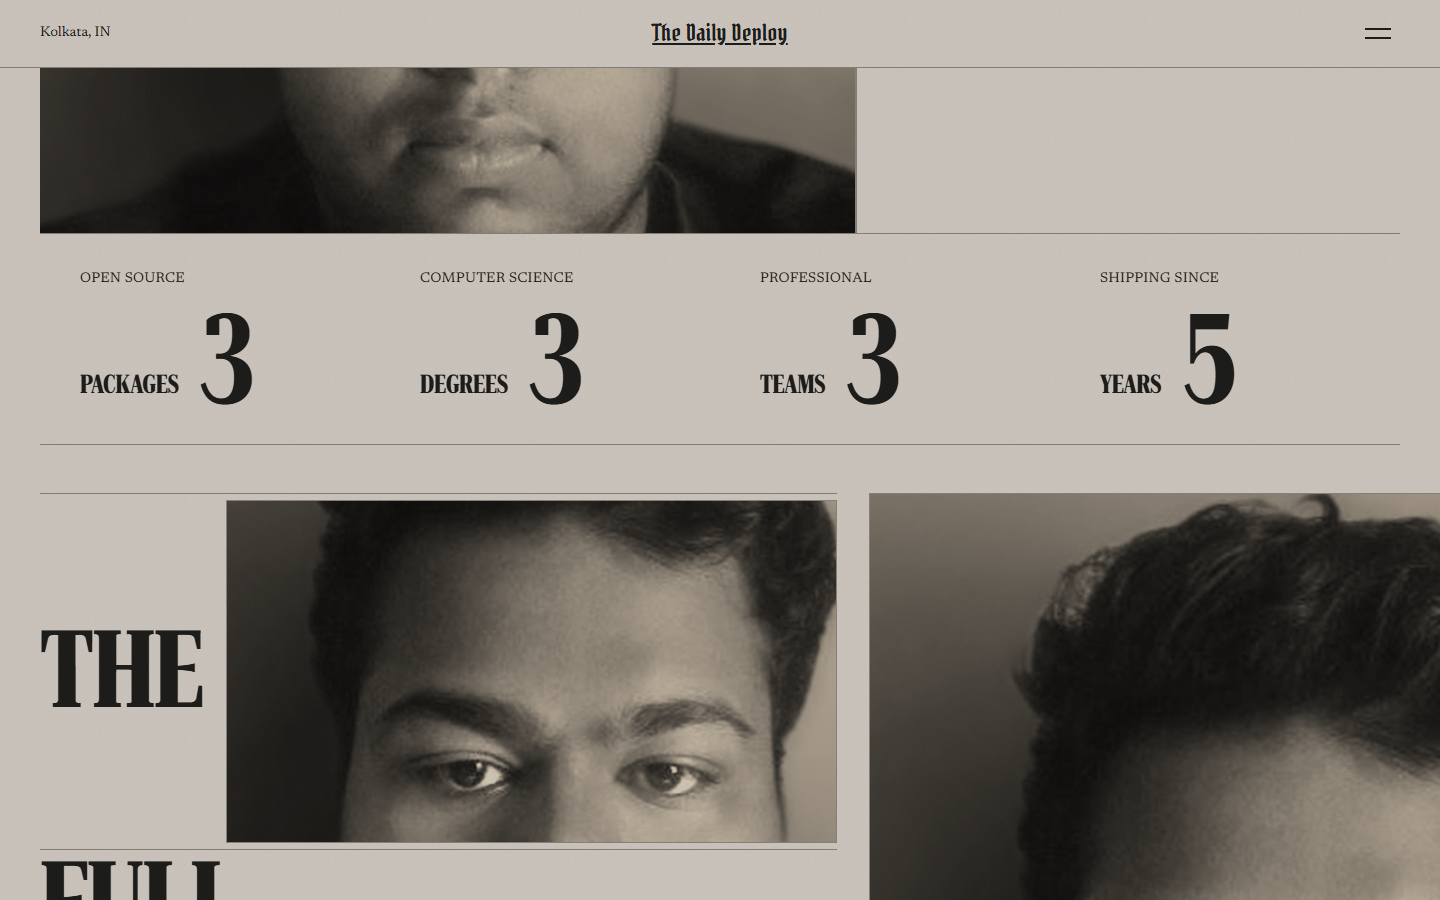 Kolkata, IN
The Daily Deploy
OPEN SOURCE
PACKAGES 3
COMPUTER SCIENCE
DEGREES 3
PROFESSIONAL
TEAMS 3
SHIPPING SINCE
YEARS 5
THE
FULL